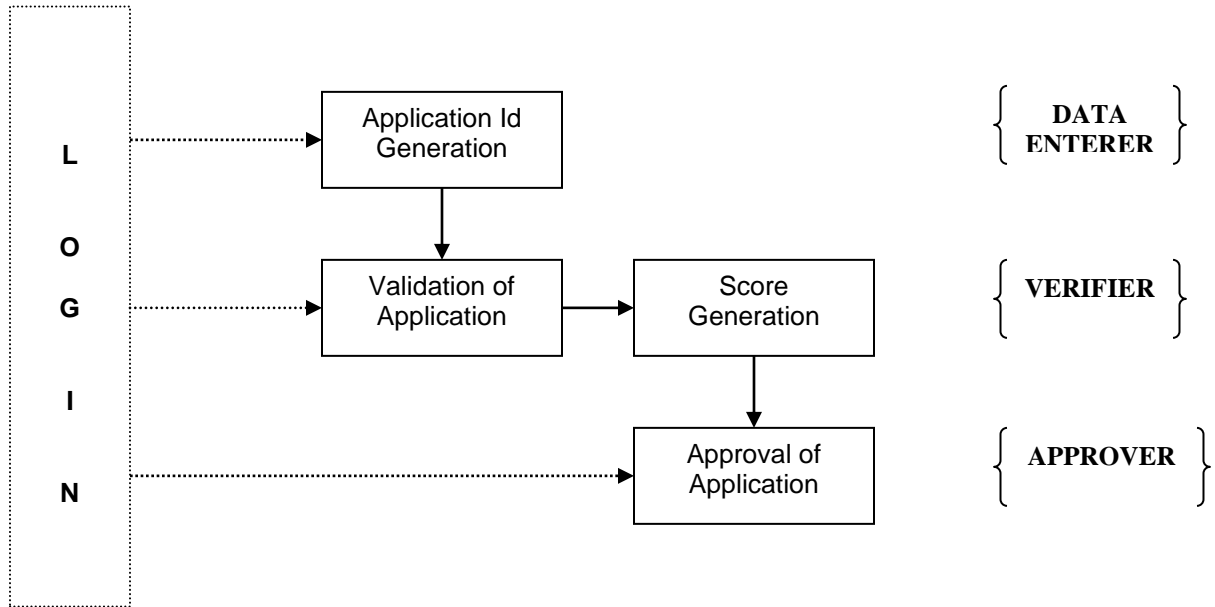 L
O
G
I
N
Application Id
Generation
{ DATA
ENTERER }
Validation of
Application
Score
Generation
{ VERIFIER }
Approval of
Application
{ APPROVER }